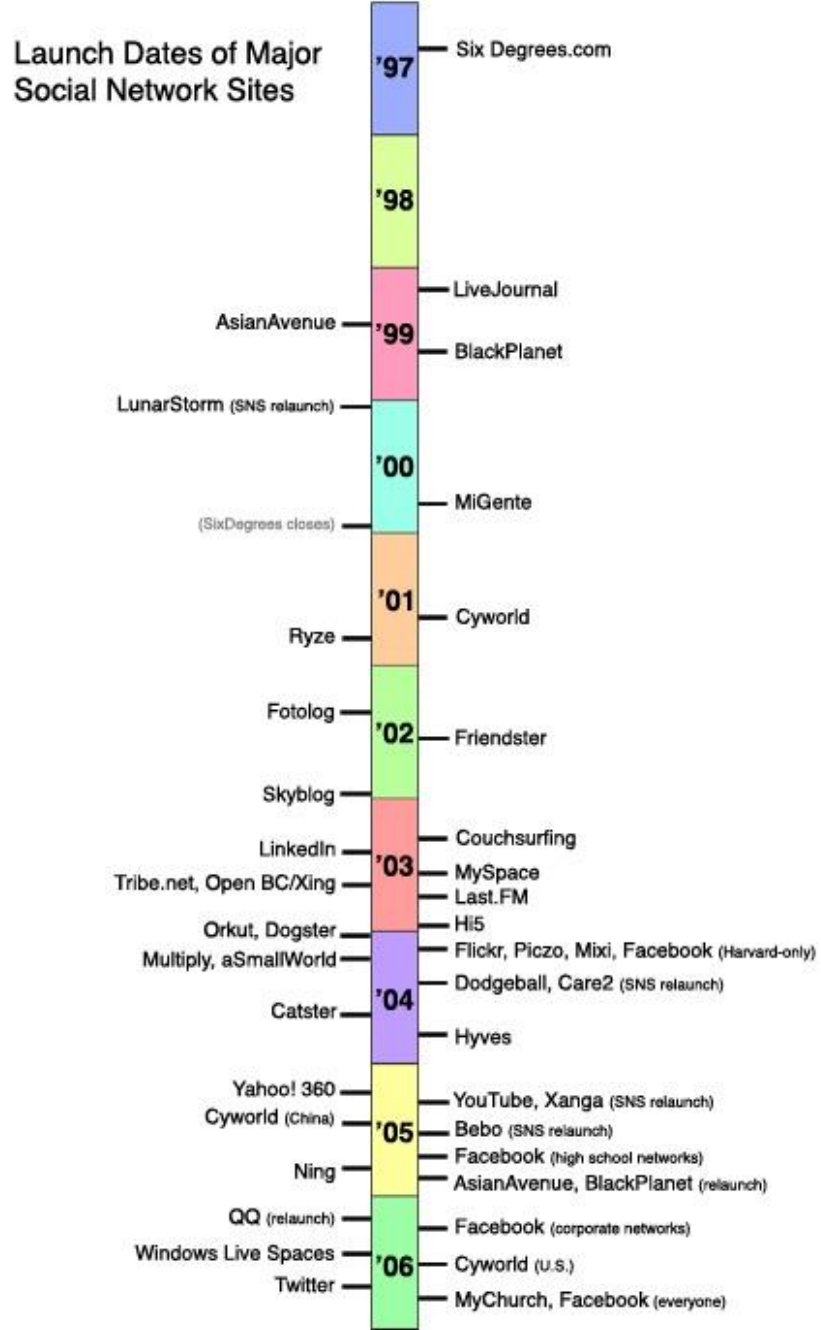 Launch Dates of Major
Social Network Sites
'97
Six Degrees.com
'98
LiveJournal
AsianAvenue
'99
BlackPlanet
LunarStorm (SNS relaunch)
'00
MiGente
(SixDegrees closes)
'01
Cyworld
Ryze
Fotolog
'02
Friendster
Skyblog
Couchsurfing
LinkedIn
'03
MySpace
Tribe.net, Open BC/Xing
Last.FM
Hi5
Orkut, Dogster
Flickr, Piczo, Mixi, Facebook (Harvard-only)
Multiply, aSmallWorld
Dodgeball, Care2 (SNS relaunch)
'04
Catster
Hyves
Yahoo! 360
YouTube, Xanga (SNS relaunch)
Cyworld (China)
'05
Bebo (SNS relaunch)
Facebook (high school networks)
Ning
AsianAvenue, BlackPlanet (relaunch)
QQ (relaunch)
Facebook (corporate networks)
Windows Live Spaces
'06
Cyworld (U.S.)
Twitter
MyChurch, Facebook (everyone)